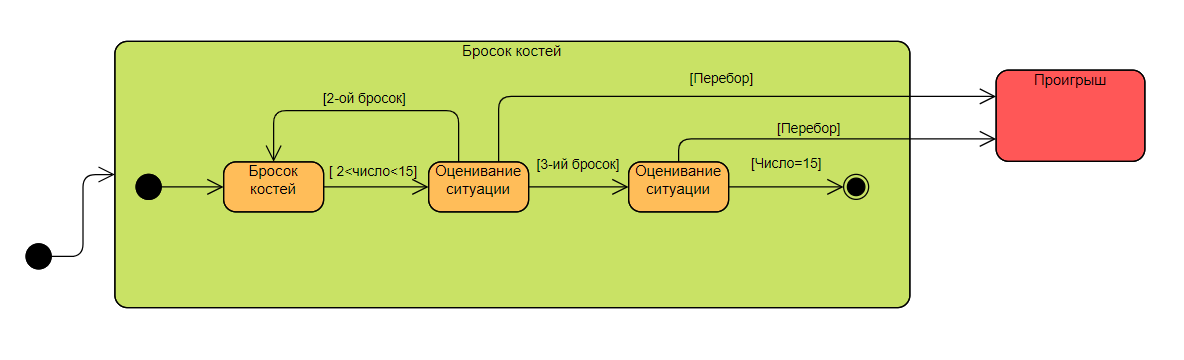 Бросок костей
Проигрыш
[Перебор]
[2-ой бросок]
[Перебор]
[ 2<число<15]
[3-ий бросок]
[Число=15]
Бросок
костей
Оценивание
ситуации
Оценивание
ситуации